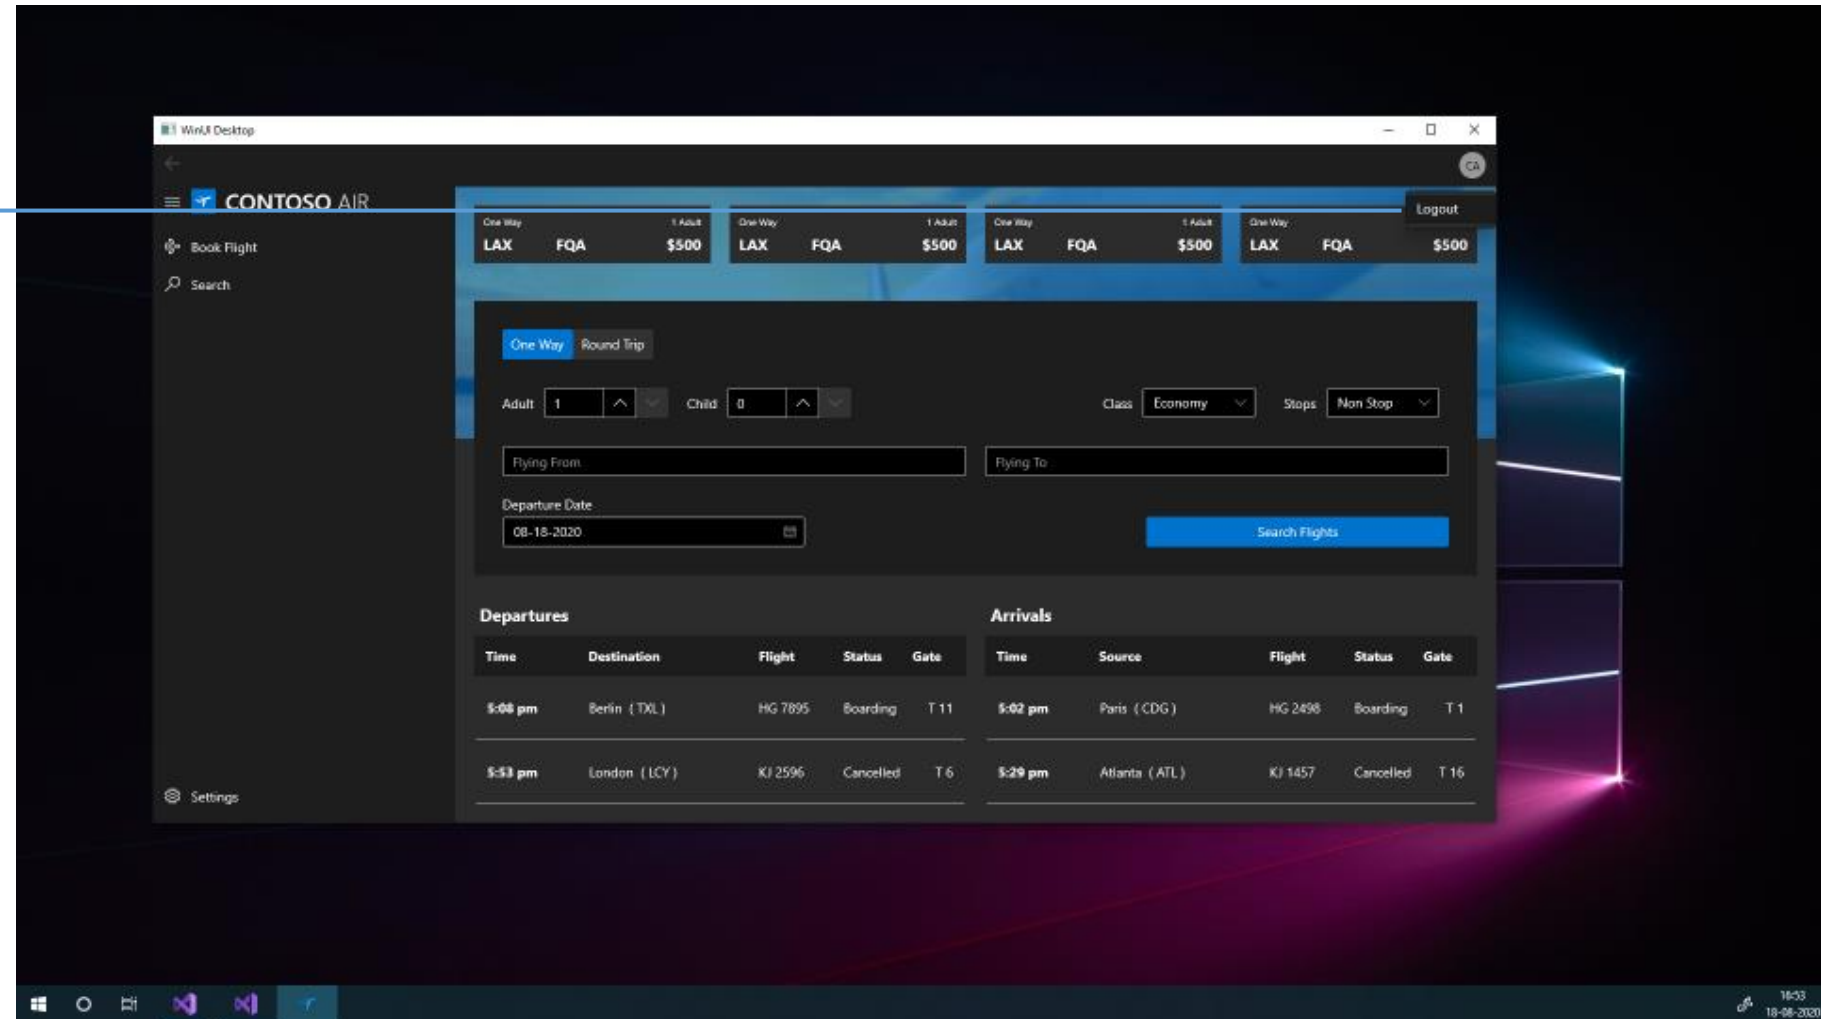 WinUI Desktop
CA
CONTOSO AIR
Logout
Book Flight
Search
One Way 1 Adult
LAX FQA $500
One Way 1 Adult
LAX FQA $500
One Way 1 Adult
LAX FQA $500
One Way
LAX FQA $500
One Way Round Trip
Adult 1 Child 0 Class Economy Stops Non Stop
Flying From Flying To
Departure Date
08-18-2020 Search Flights
Departures
Time Destination Flight Status Gate
5:08 pm Berlin ( TXL ) HG 7895 Boarding T 11
5:53 pm London ( LCY ) KJ 2596 Cancelled T 6
Arrivals
Time Source Flight Status Gate
5:02 pm Paris ( CDG ) HG 2498 Boarding T 1
5:29 pm Atlanta ( ATL ) KJ 1457 Cancelled T 16
Settings
18-08-2020